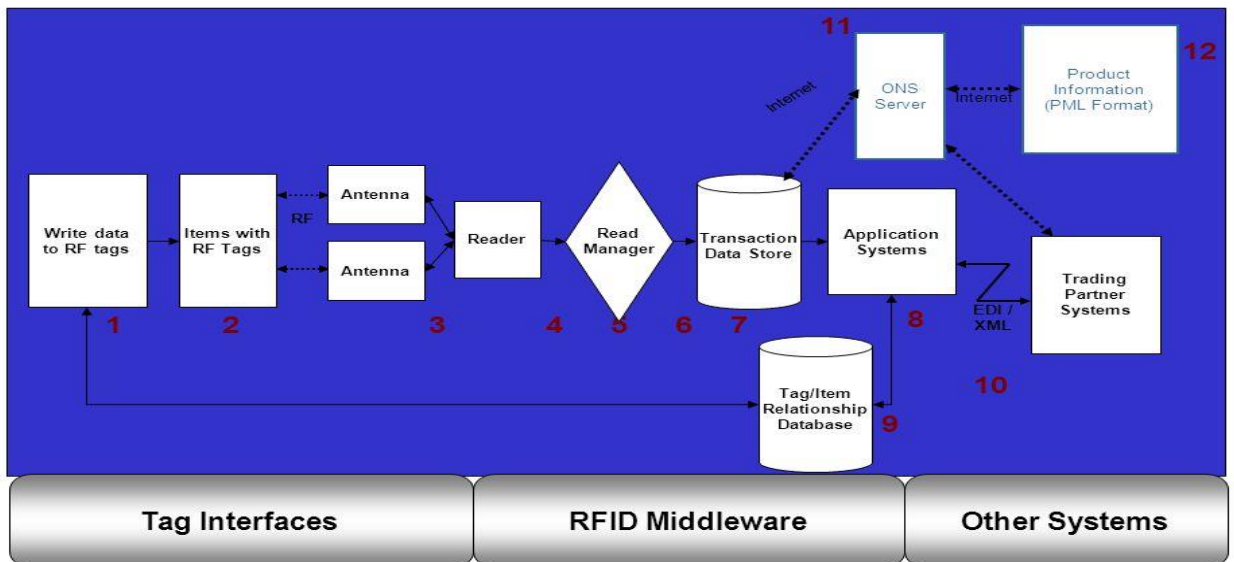 11
12
ONS
Server
Internet
Internet
Product
Information
(PML Format)
Write data
to RF tags
Items with
RF Tags
RF
Antenna
Antenna
Reader
Read
Manager
Transaction
Data Store
Application
Systems
EDI /
XML
Trading
Partner
Systems
1
2
3
4
5
6
7
8
9
10
Tag/Item
Relationship
Database
Tag Interfaces
RFID Middleware
Other Systems